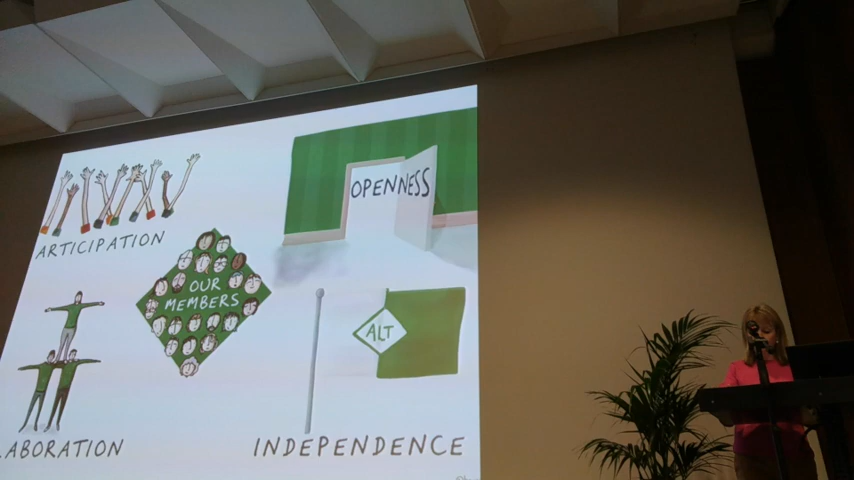 ARTICIPATION
OPENNESS
OUR
MEMBERS
ALT
ABORATION
INDEPENDENCE